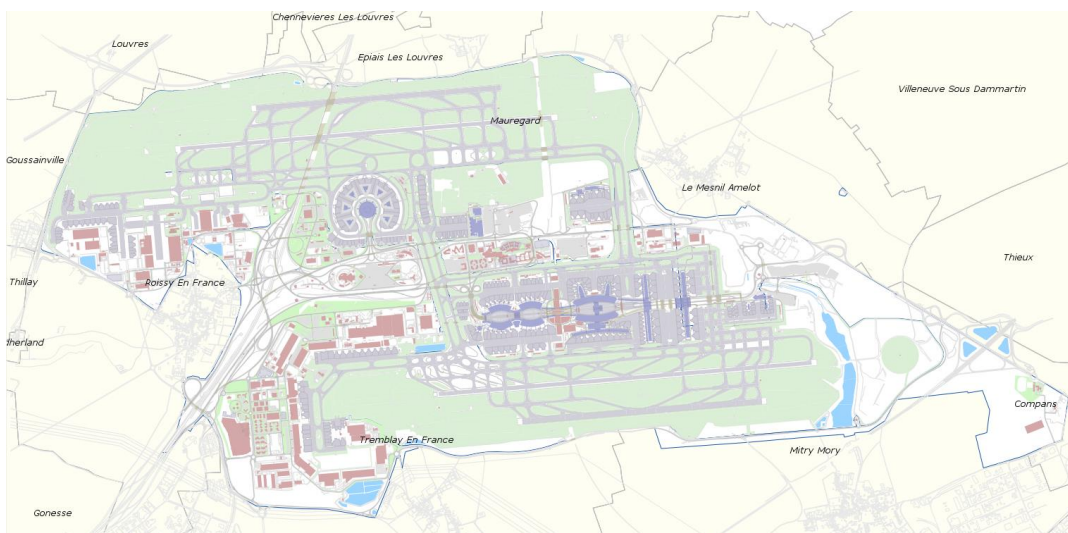 Chennevieres Les Louvres
Louvres
Epiais Les Louvres
Villeneuve Sous Dammartin
Mauregard
Goussainville
Le Mesnil Amelot
Thieux
Thillay
Roissy En France
Compans
Tremblay En France
Mitry Mory
Gonesse